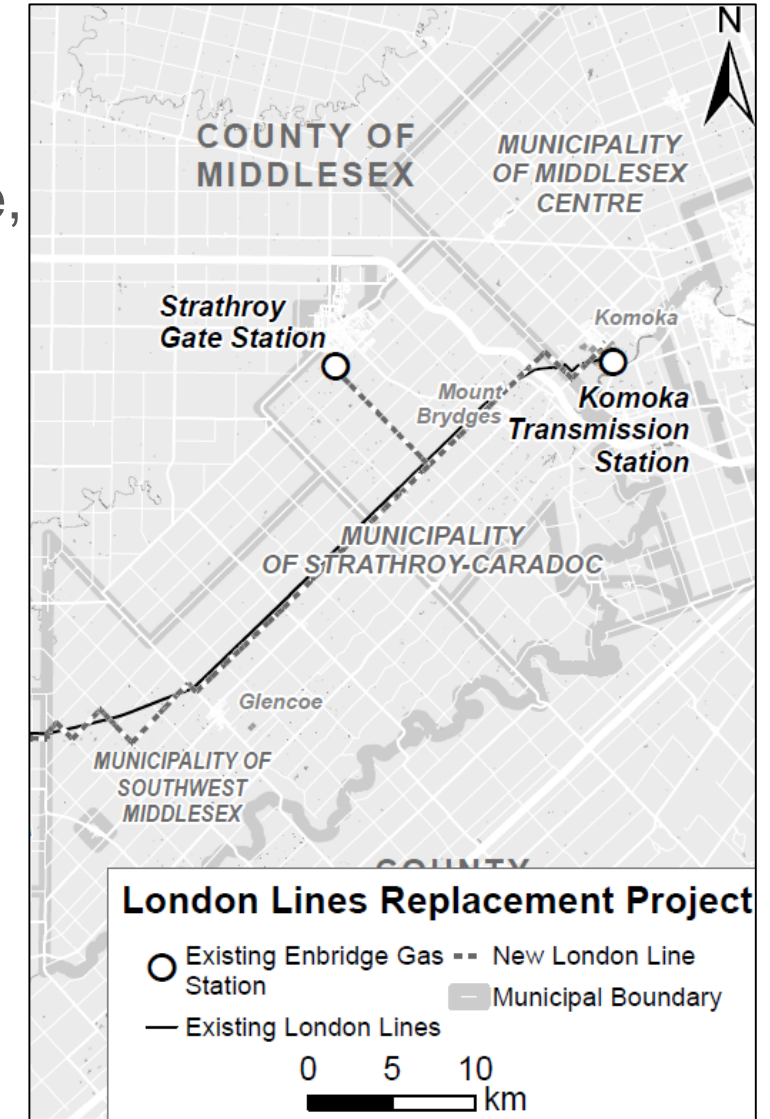 e,
N
COUNTY OF
MIDDLESEX
MUNICIPALITY
OF MIDDLESEX
CENTRE
Strathroy
Gate Station
Komoka
Mount
Brydges
Komoka
Transmission
Station
MUNICIPALITY
OF STRATHROY-CARADOC
Glencoe
MUNICIPALITY OF
SOUTHWEST
MIDDLESEX
COUNTY
London Lines Replacement Project
Existing Enbridge Gas
Station
New London Line
Municipal Boundary
Existing London Lines
0 5 10
km